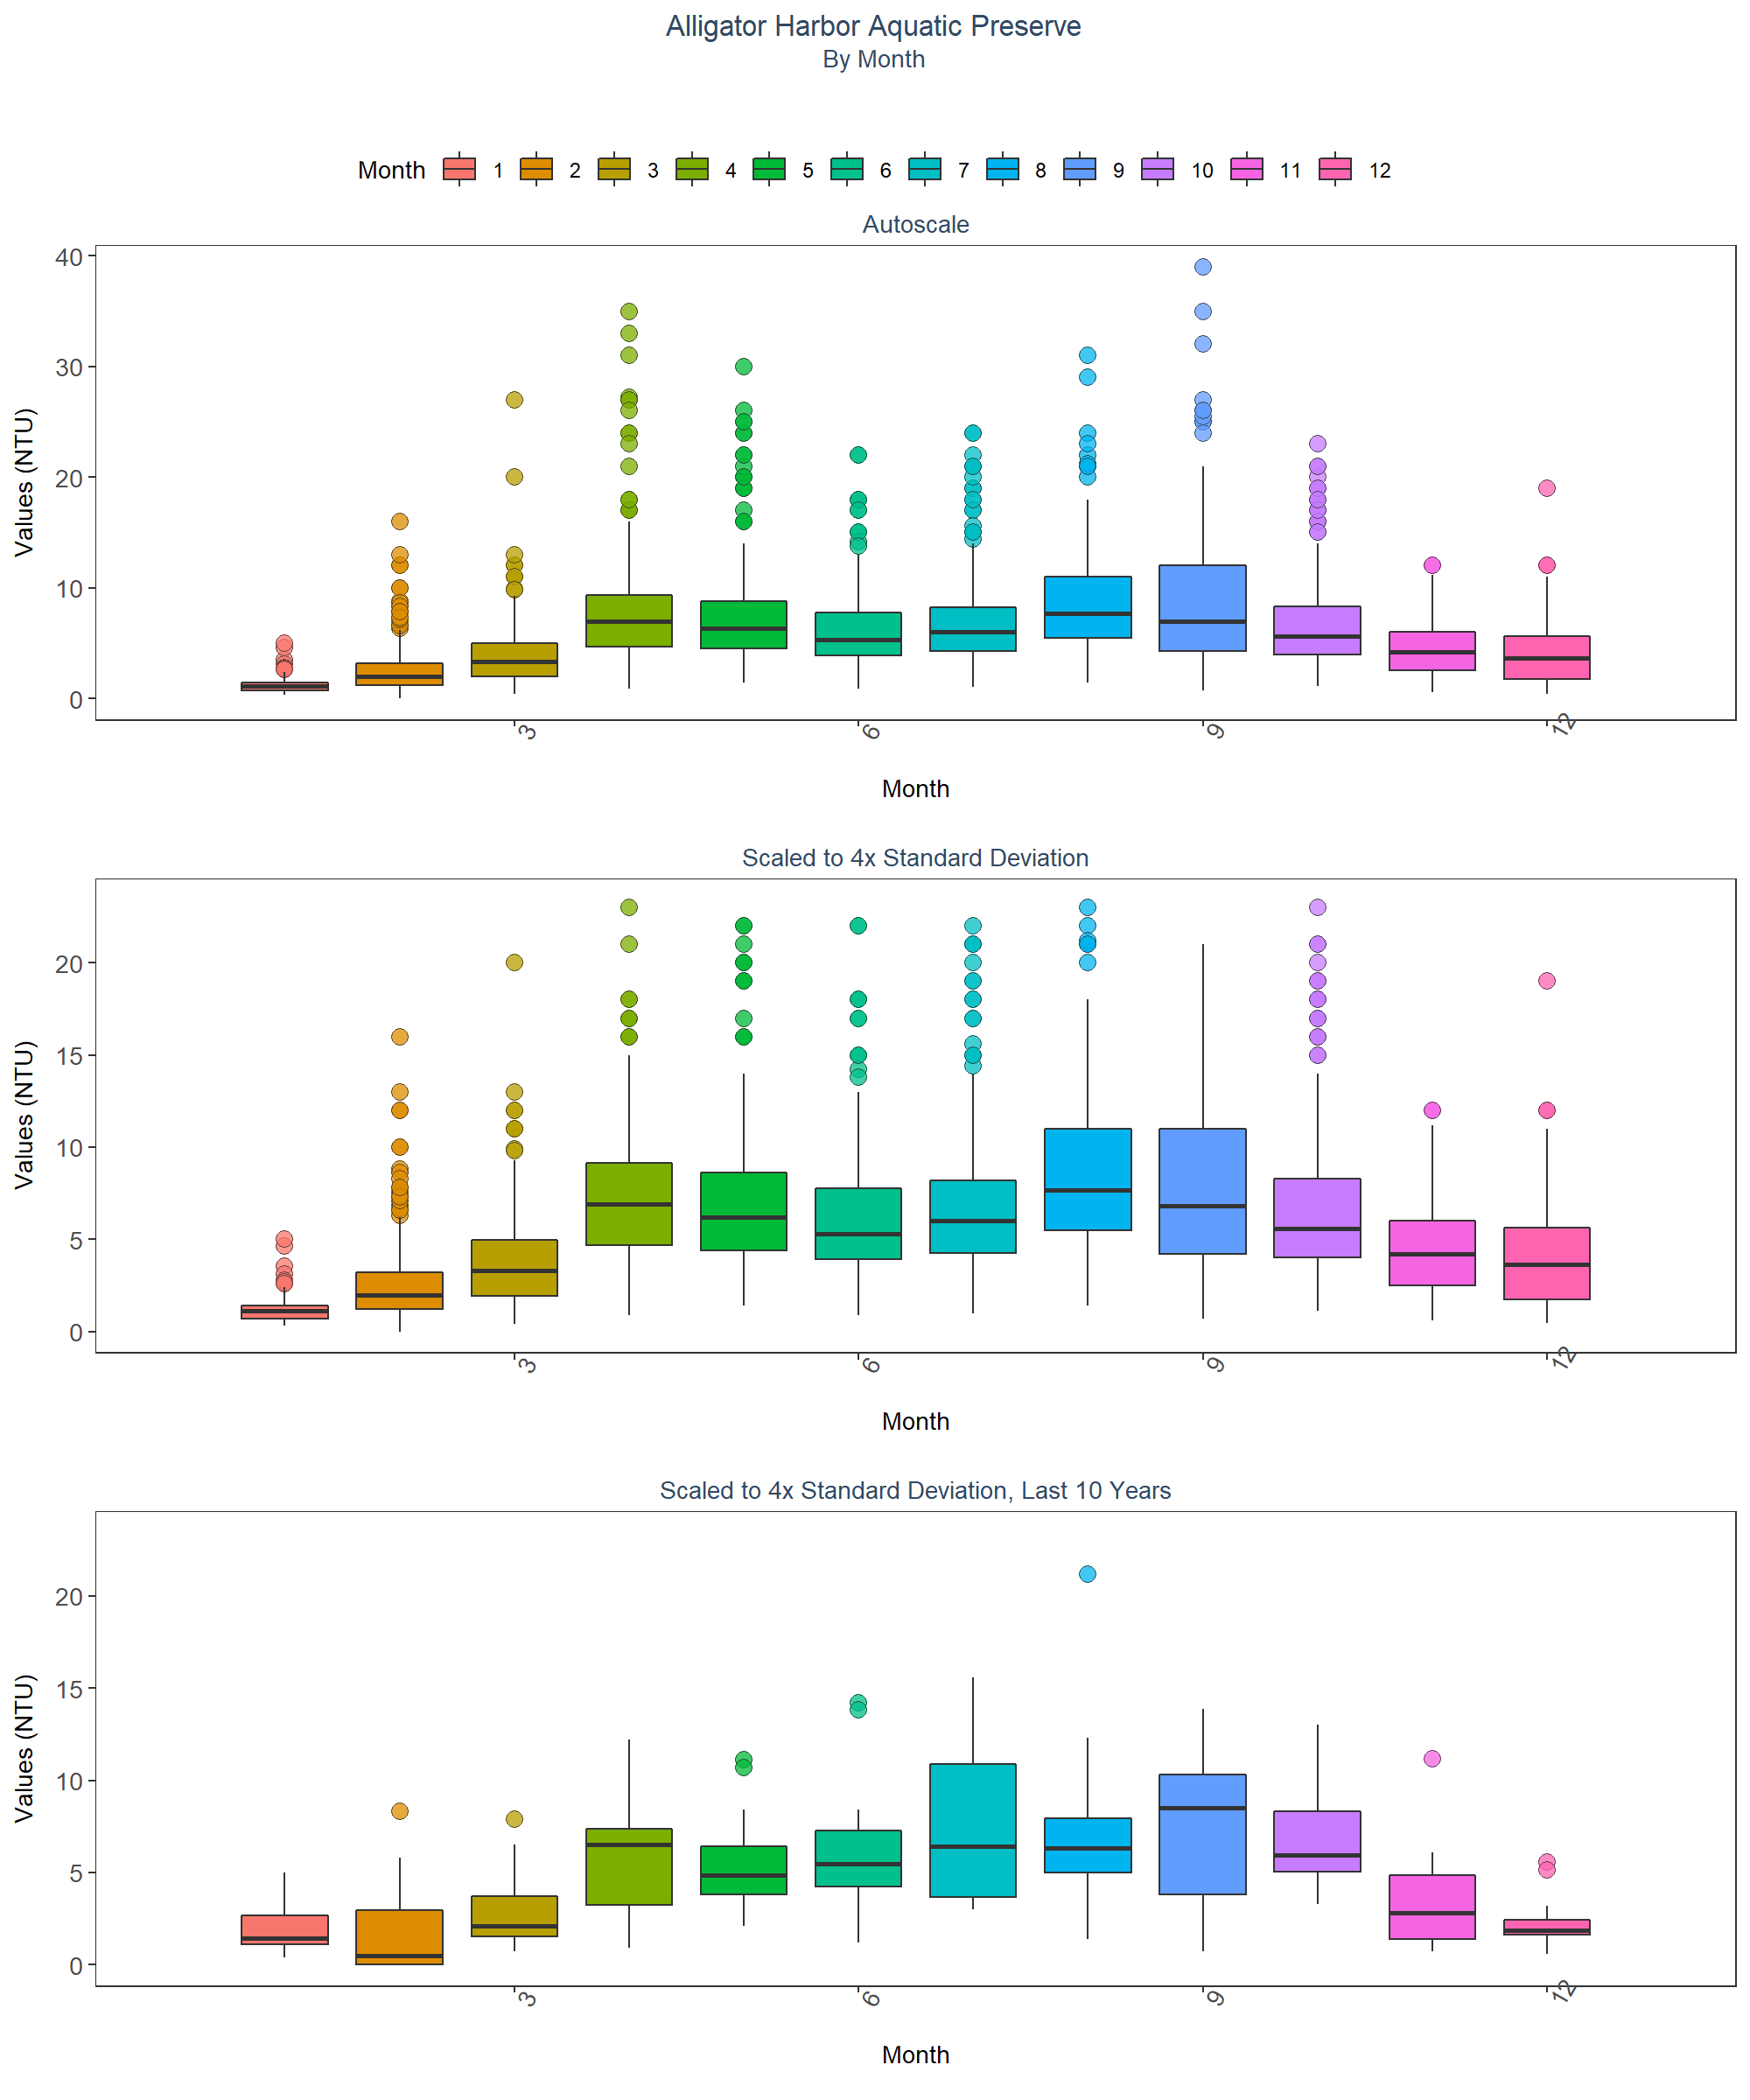 Alligator Harbor Aquatic Preserve
By Month
Month 1 2 3 4 5 6 7 8 9 10 11 12
Autoscale
Values (NTU)
40
30
20
10
0
3 6 9 12
Month
Scaled to 4x Standard Deviation
Values (NTU)
20
15
10
5
0
3 6 9 12
Month
Scaled to 4x Standard Deviation, Last 10 Years
Values (NTU)
20
15
10
5
0
3 6 9 12
Month